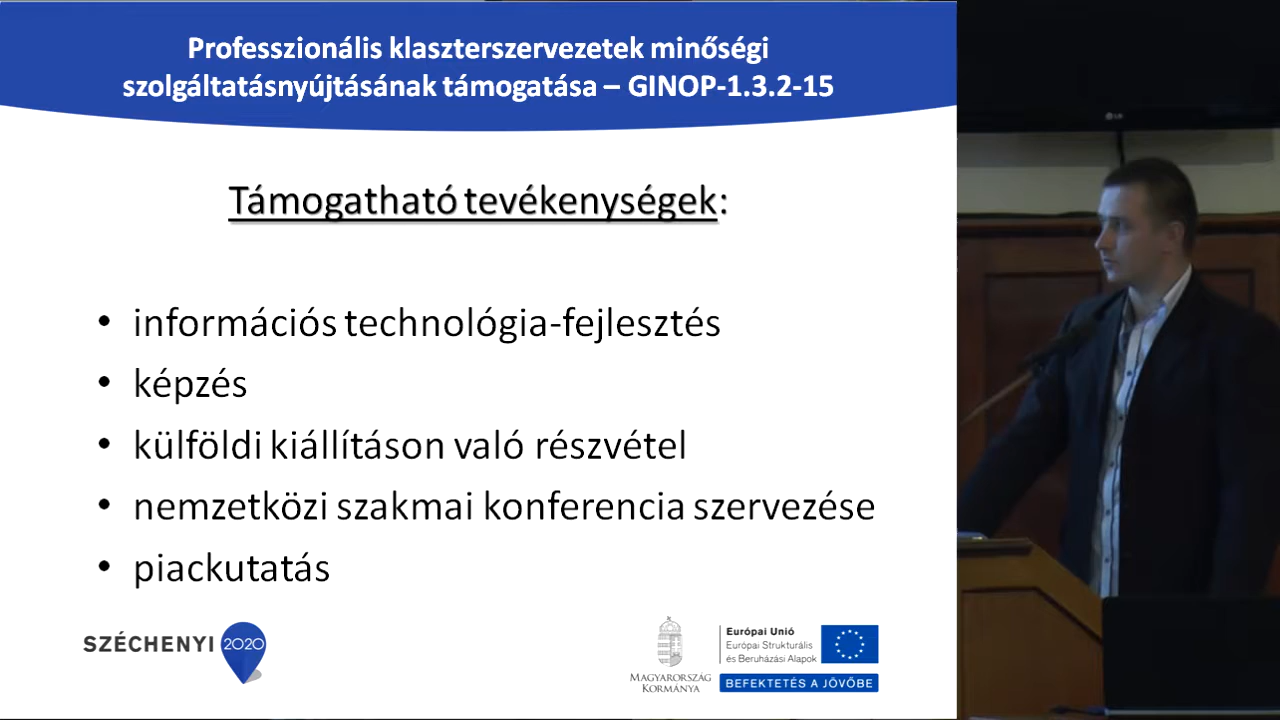 Professzionális klaszterszervezetek minőségi
szolgáltatásnyújtásának támogatása – GINOP-1.3.2-15
Támogatható tevékenységek:
• információs technológia-fejlesztés
• képzés
• külföldi kiállításon való részvétel
• nemzetközi szakmai konferencia szervezése
• piackutatás
SZÉCHENYI 2020
MAGYARORSZÁG
KORMÁNYA
Európai Unió
Európai Strukturális
és Beruházási Alapok
BEFEKTETÉS A JÖVŐBE
LG